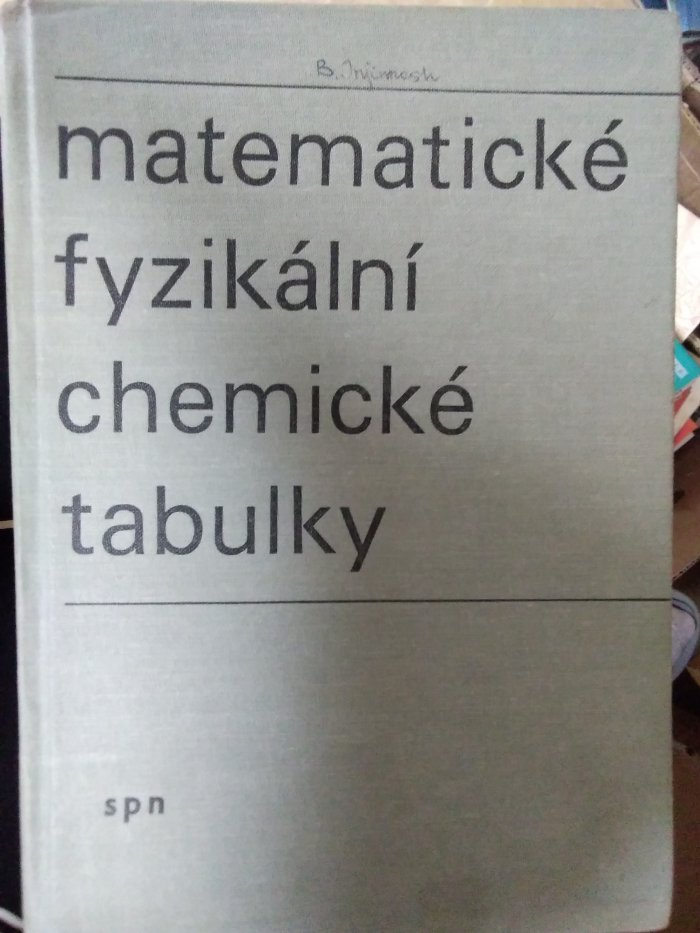 B.
matematické
fyzikální
chemické
tabulky
spn